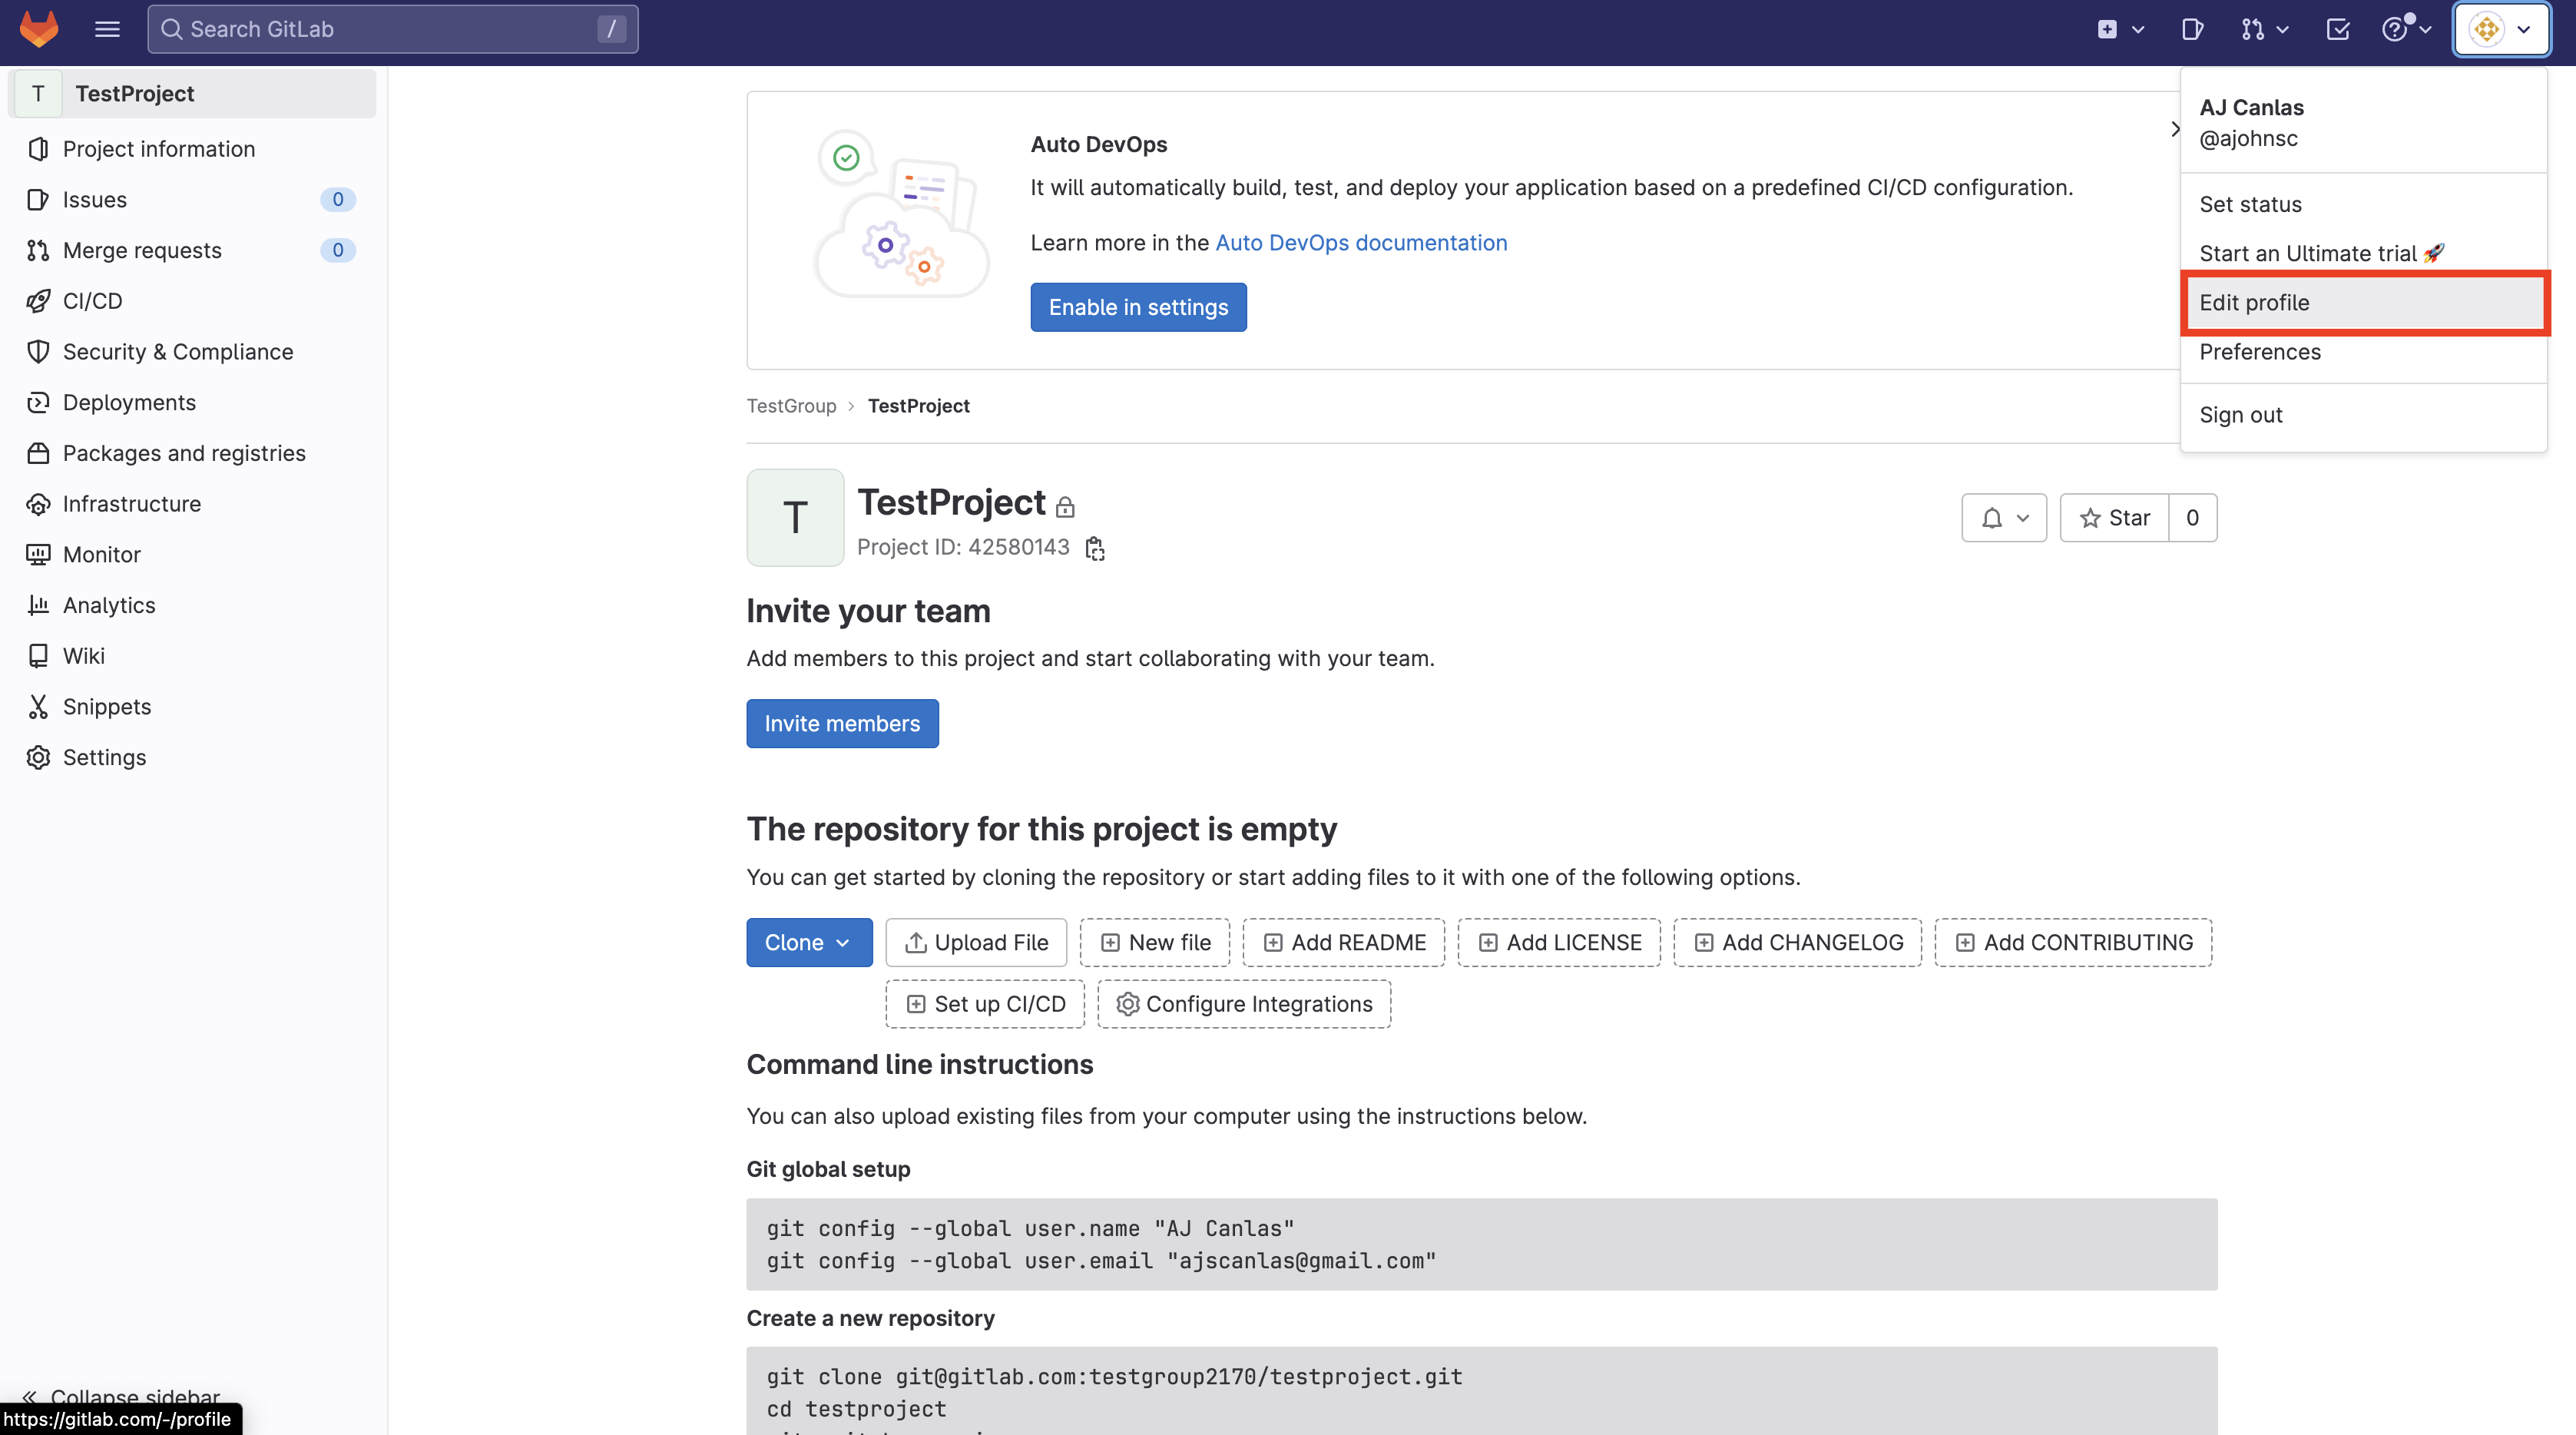 Search GitLab /
T TestProject
Project information
Issues 0
Merge requests 0
CI/CD
Security & Compliance
Deployments
Packages and registries
Infrastructure
Monitor
Analytics
Wiki
Snippets
Settings
Collapse sidebar
https://gitlab.com/-/profile
Auto DevOps
It will automatically build, test, and deploy your application based on a predefined CI/CD configuration.
Learn more in the Auto DevOps documentation
Enable in settings
AJ Canlas
@ajohnsc
Set status
Start an Ultimate trial 🚀
Edit profile
Preferences
Sign out
TestGroup > TestProject
T
TestProject
Project ID: 42580143
Star 0
Invite your team
Add members to this project and start collaborating with your team.
Invite members
The repository for this project is empty
You can get started by cloning the repository or start adding files to it with one of the following options.
Clone Upload File New file Add README Add LICENSE Add CHANGELOG Add CONTRIBUTING
Set up CI/CD Configure Integrations
Command line instructions
You can also upload existing files from your computer using the instructions below.
Git global setup
git config --global user.name "AJ Canlas"
git config --global user.email "ajscanlas@gmail.com"
Create a new repository
git clone git@gitlab.com:testgroup2170/testproject.git
cd testproject